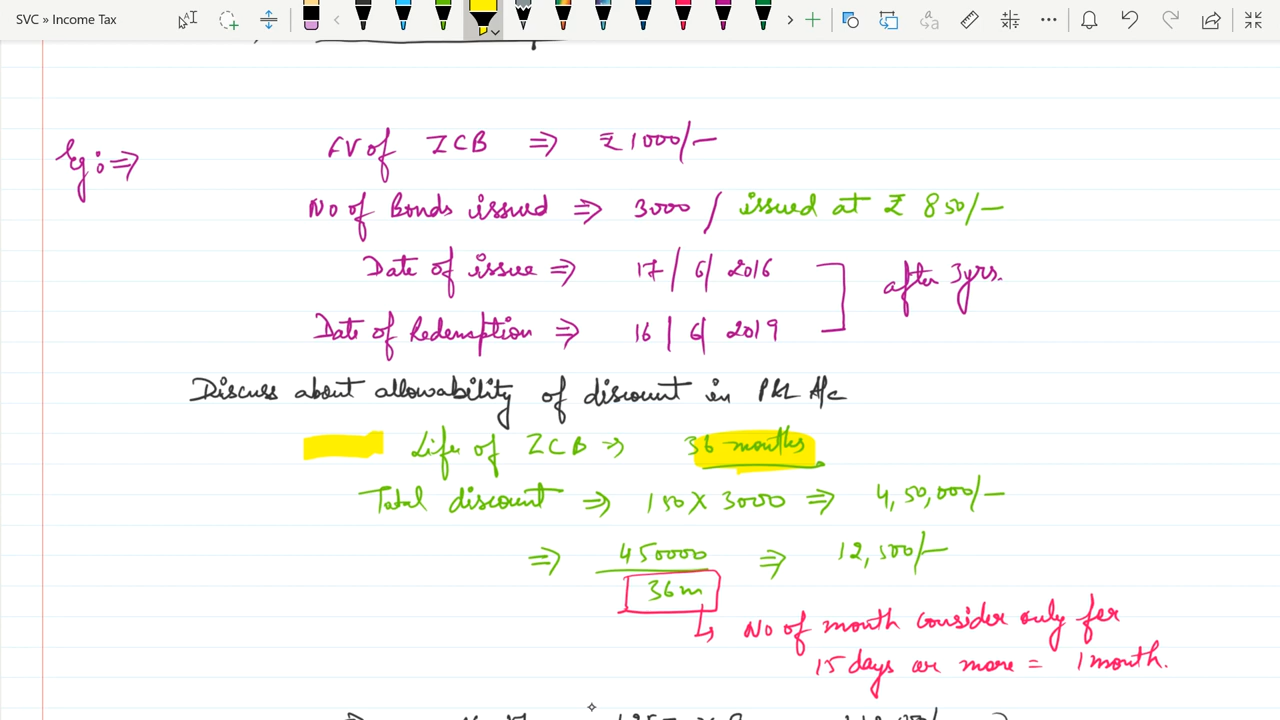 SVC » Income Tax
Eg :⇒ FV of ZCB ⇒ ₹ 1000/-
No of Bonds issued ⇒ 3000 / issued at ₹ 850/-
Date of issue ⇒ 17/6/2016
after 3yrs.
Date of Redemption ⇒ 16/6/2019
Discuss about allowability of discount in P&L A/c
Life of ZCB ⇒ 36 months
Total discount ⇒ 150 X 3000 ⇒ 4,50,000/-
⇒ 450000 / 36m ⇒ 12,500/-
↳ No of month consider only for
15 days or more = 1 month.